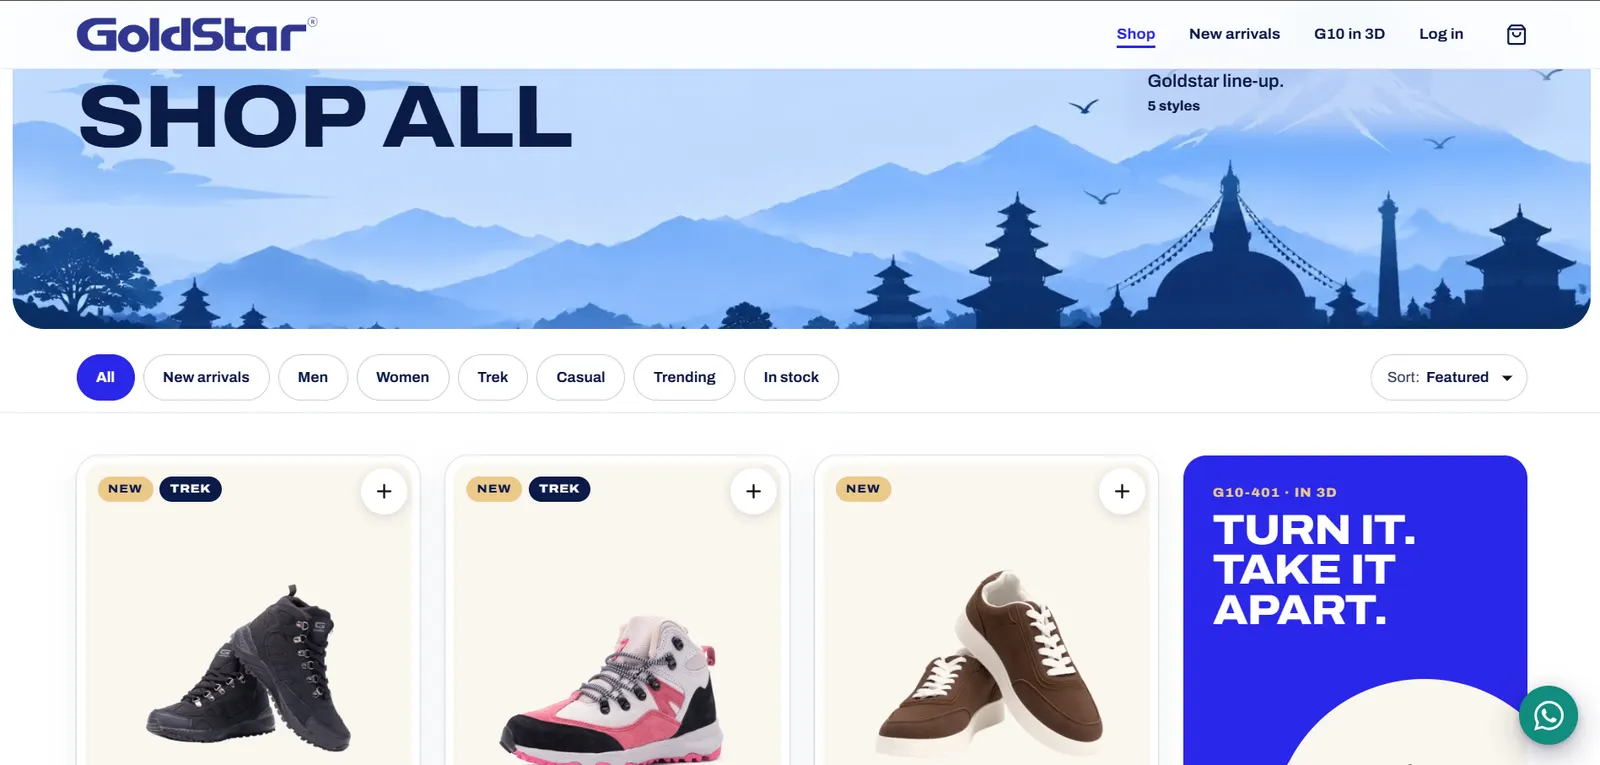 GoldStar®
Shop
New arrivals
G10 in 3D
Log in
Goldstar line-up.
5 styles
SHOP ALL
All
New arrivals
Men
Women
Trek
Casual
Trending
In stock
Sort: Featured
NEW
TREK
NEW
TREK
NEW
G10-401 · IN 3D
TURN IT.
TAKE IT
APART.